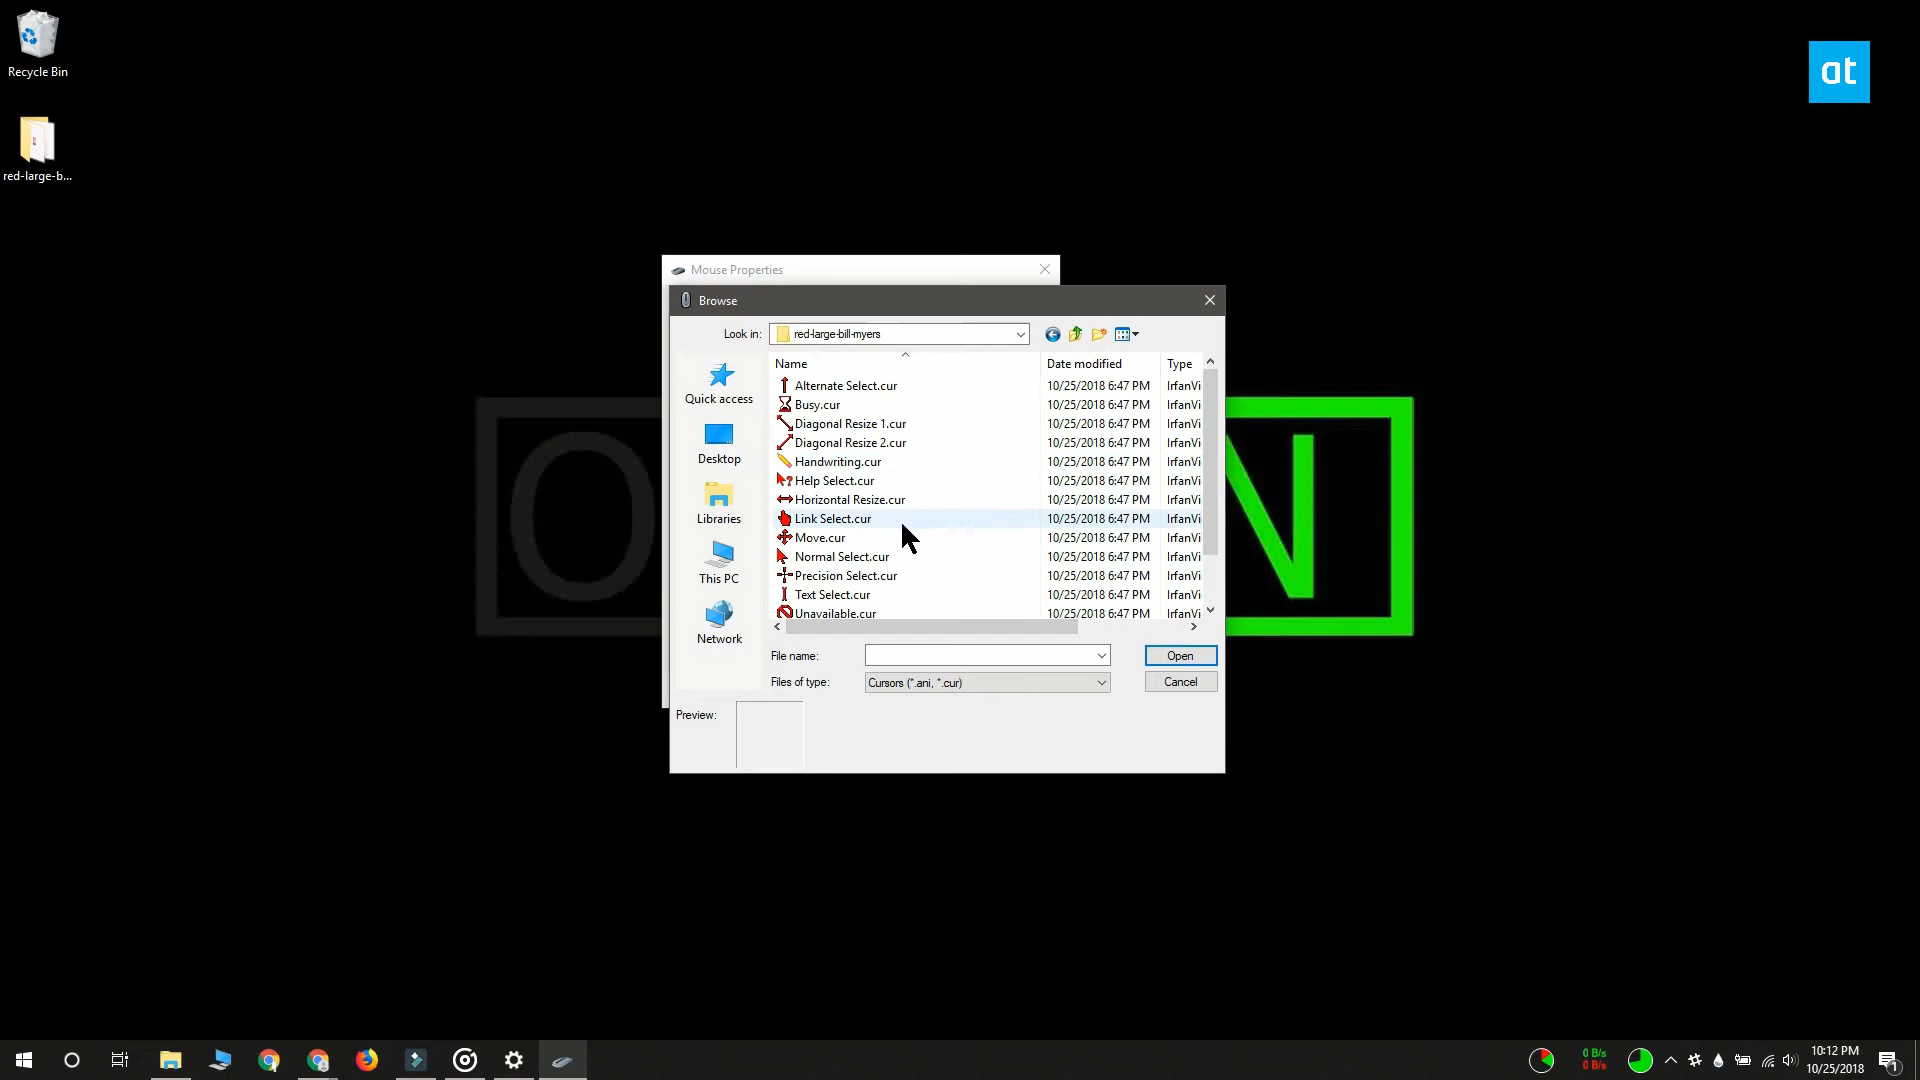 Recycle Bin
red-large-b...
at
Mouse Properties
Browse
Look in:
red-large-bill-myers
Name
Date modified
Type
Alternate Select.cur 10/25/2018 6:47 PM IrfanVi
Busy.cur 10/25/2018 6:47 PM IrfanVi
Diagonal Resize 1.cur 10/25/2018 6:47 PM IrfanVi
Diagonal Resize 2.cur 10/25/2018 6:47 PM IrfanVi
Handwriting.cur 10/25/2018 6:47 PM IrfanVi
Help Select.cur 10/25/2018 6:47 PM IrfanVi
Horizontal Resize.cur 10/25/2018 6:47 PM IrfanVi
Link Select.cur 10/25/2018 6:47 PM IrfanVi
Move.cur 10/25/2018 6:47 PM IrfanVi
Normal Select.cur 10/25/2018 6:47 PM IrfanVi
Precision Select.cur 10/25/2018 6:47 PM IrfanVi
Text Select.cur 10/25/2018 6:47 PM IrfanVi
Unavailable.cur 10/25/2018 6:47 PM IrfanVi
Quick access
Desktop
Libraries
This PC
Network
File name:
Open
Files of type:
Cursors (*.ani, *.cur)
Cancel
Preview:
O
N
0 B/s
0 B/s
10:12 PM
10/25/2018
1